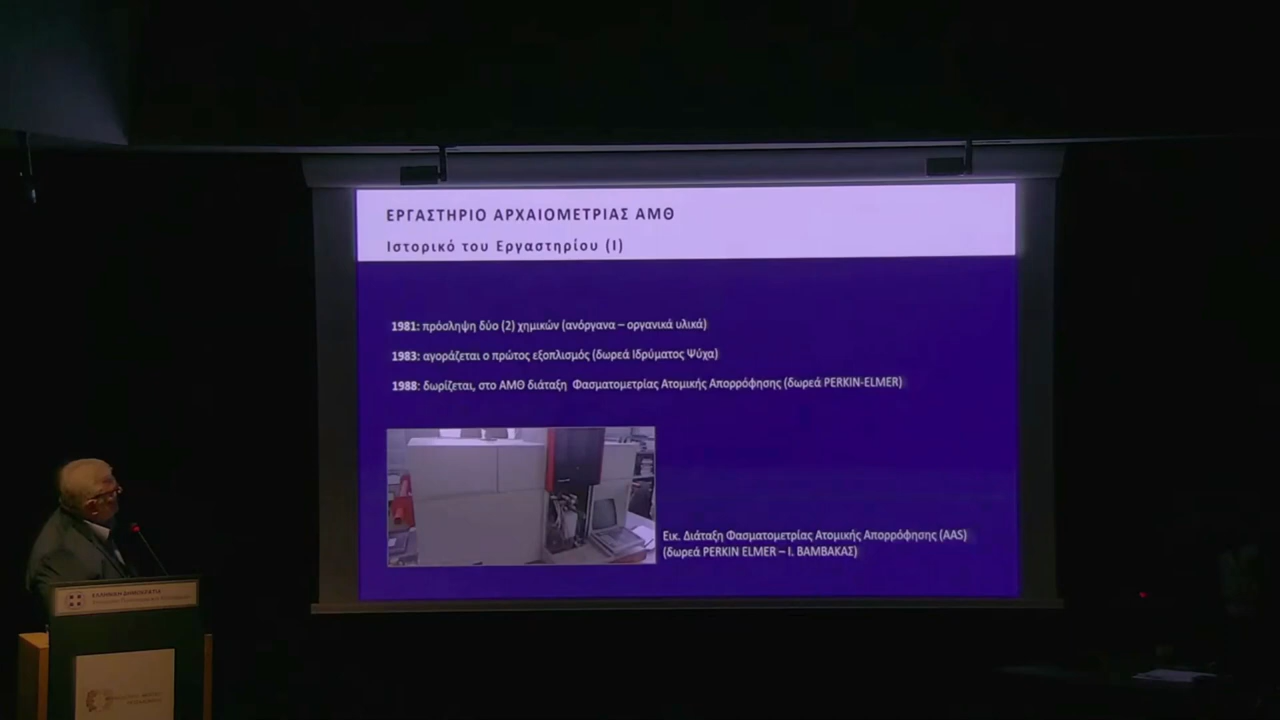 ΕΡΓΑΣΤΗΡΙΟ ΑΡΧΑΙΟΜΕΤΡΙΑΣ ΑΜΘ
Ιστορικό του Εργαστηρίου (Ι)
1981: πρόσληψη δύο (2) χημικών (ανόργανα – οργανικά υλικά)
1983: αγοράζεται ο πρώτος εξοπλισμός (δωρεά Ιδρύματος Ψύχα)
1988: δωρίζεται, στο ΑΜΘ διάταξη Φασματομετρίας Ατομικής Απορρόφησης (δωρεά PERKIN-ELMER)
Εικ. Διάταξη Φασματομετρίας Ατομικής Απορρόφησης (AAS)
(δωρεά PERKIN ELMER – Ι. ΒΑΜΒΑΚΑΣ)
ΕΛΛΗΝΙΚΗ ΔΗΜΟΚΡΑΤΙΑ